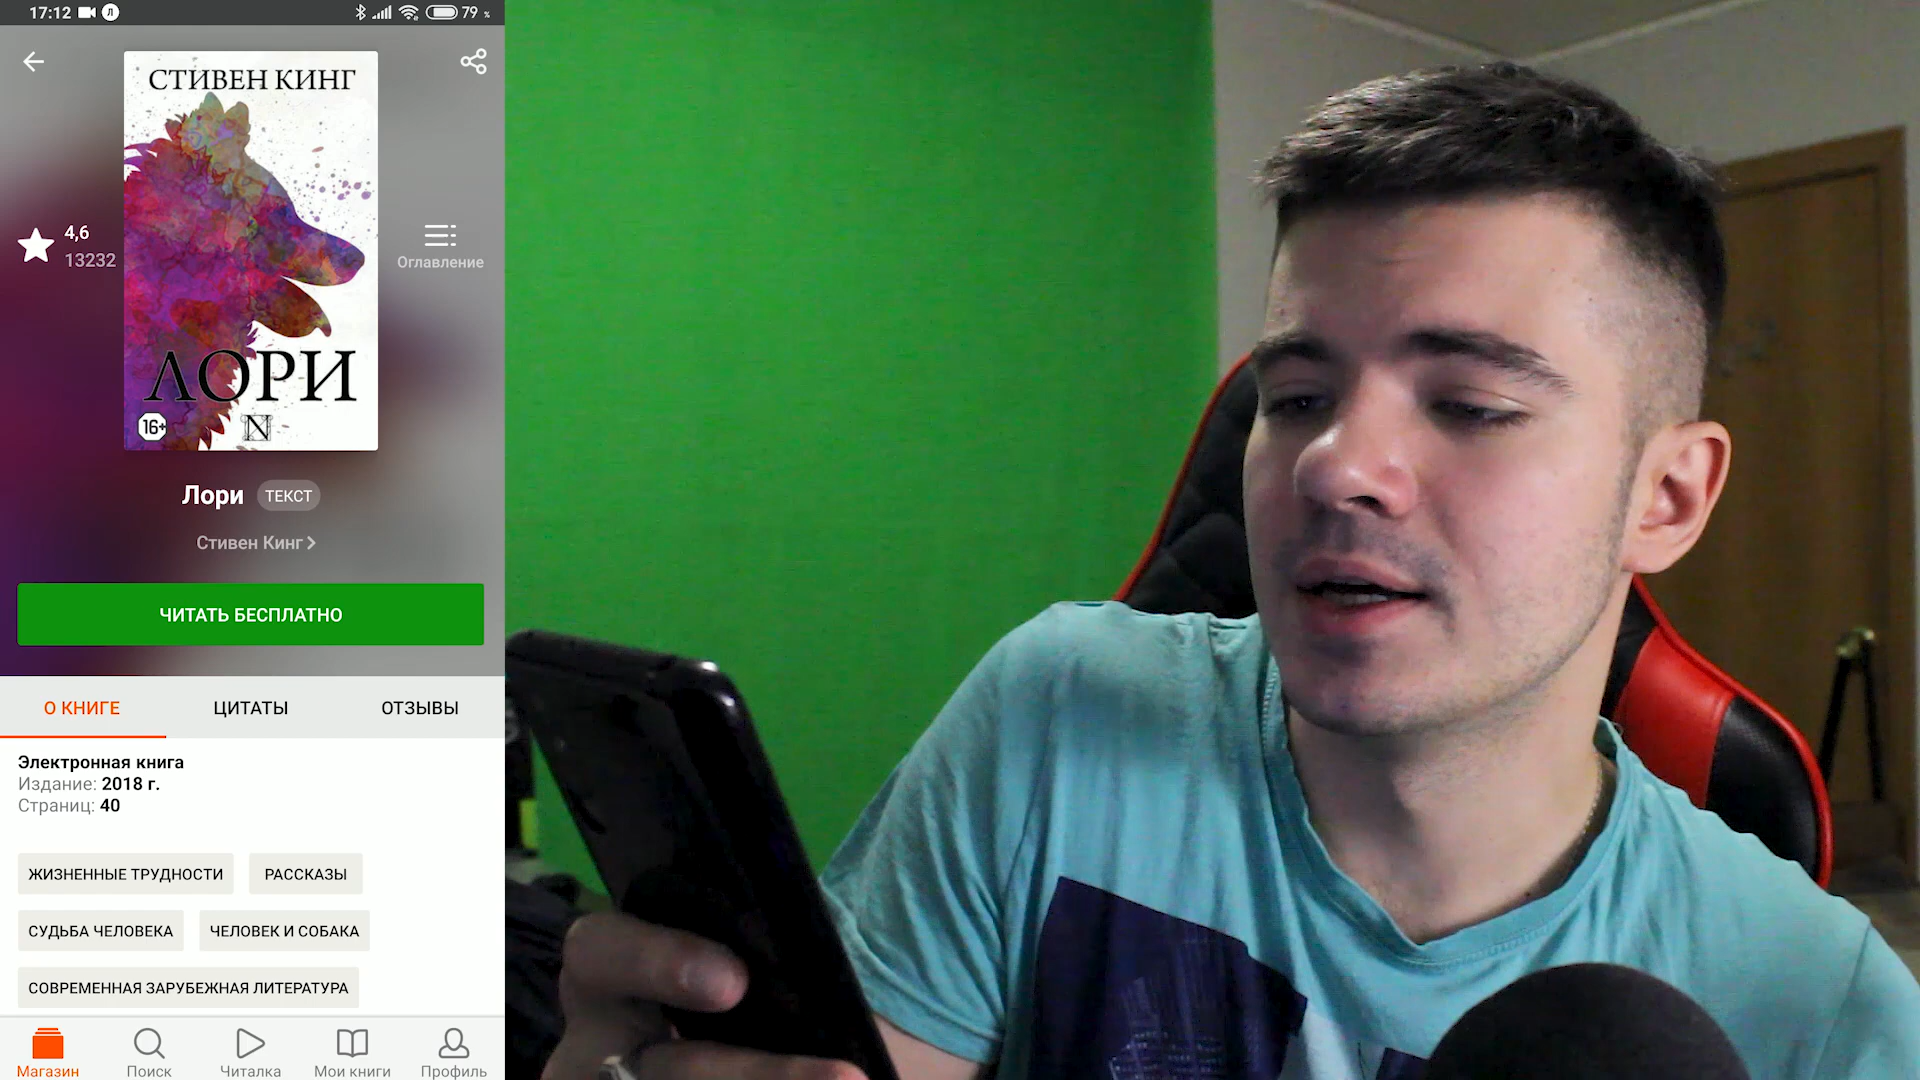 17:12 Л 79 %
СТИВЕН КИНГ
ЛОРИ
16+
N
4,6
13232
Оглавление
Лори ТЕКСТ
Стивен Кинг
ЧИТАТЬ БЕСПЛАТНО
О КНИГЕ ЦИТАТЫ ОТЗЫВЫ
Электронная книга
Издание: 2018 г.
Страниц: 40
ЖИЗНЕННЫЕ ТРУДНОСТИ РАССКАЗЫ
СУДЬБА ЧЕЛОВЕКА ЧЕЛОВЕК И СОБАКА
СОВРЕМЕННАЯ ЗАРУБЕЖНАЯ ЛИТЕРАТУРА
Магазин Поиск Читалка Мои книги Профиль